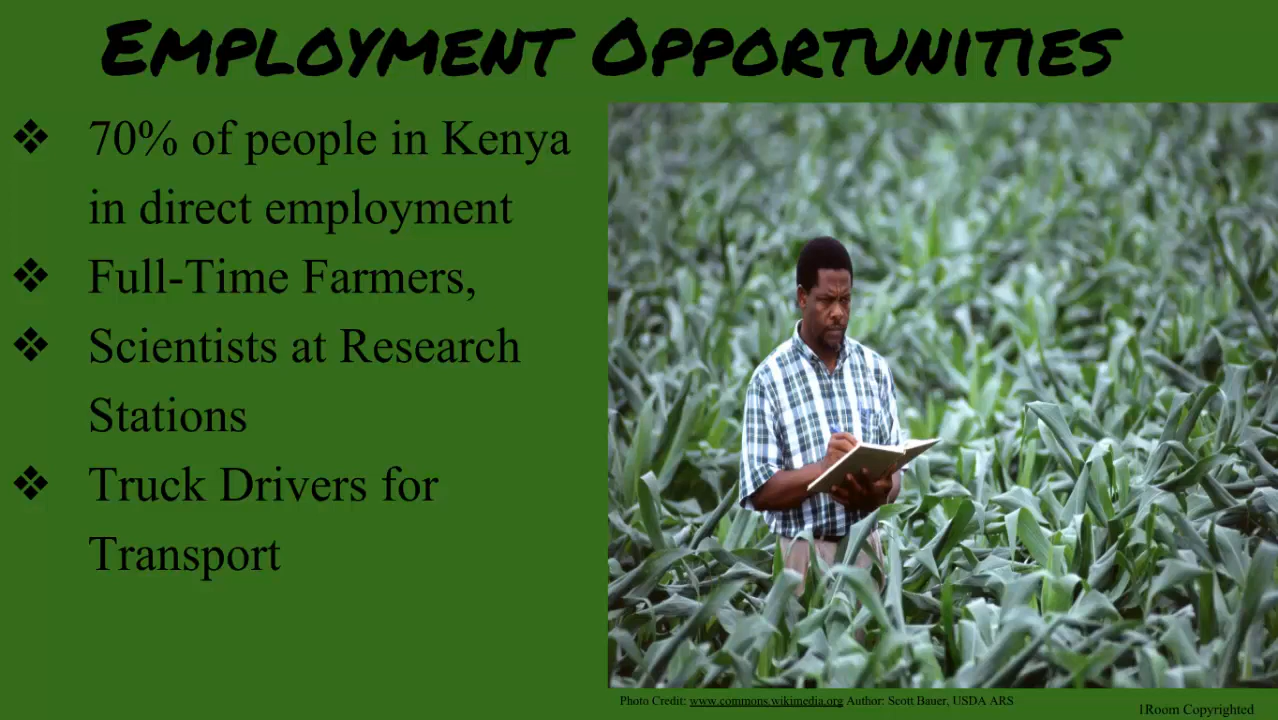 Employment Opportunities
❖ 70% of people in Kenya
in direct employment
❖ Full-Time Farmers,
❖ Scientists at Research
Stations
❖ Truck Drivers for
Transport
Photo Credit: www.commons.wikimedia.org Author: Scott Bauer, USDA ARS
1Room Copyrighted